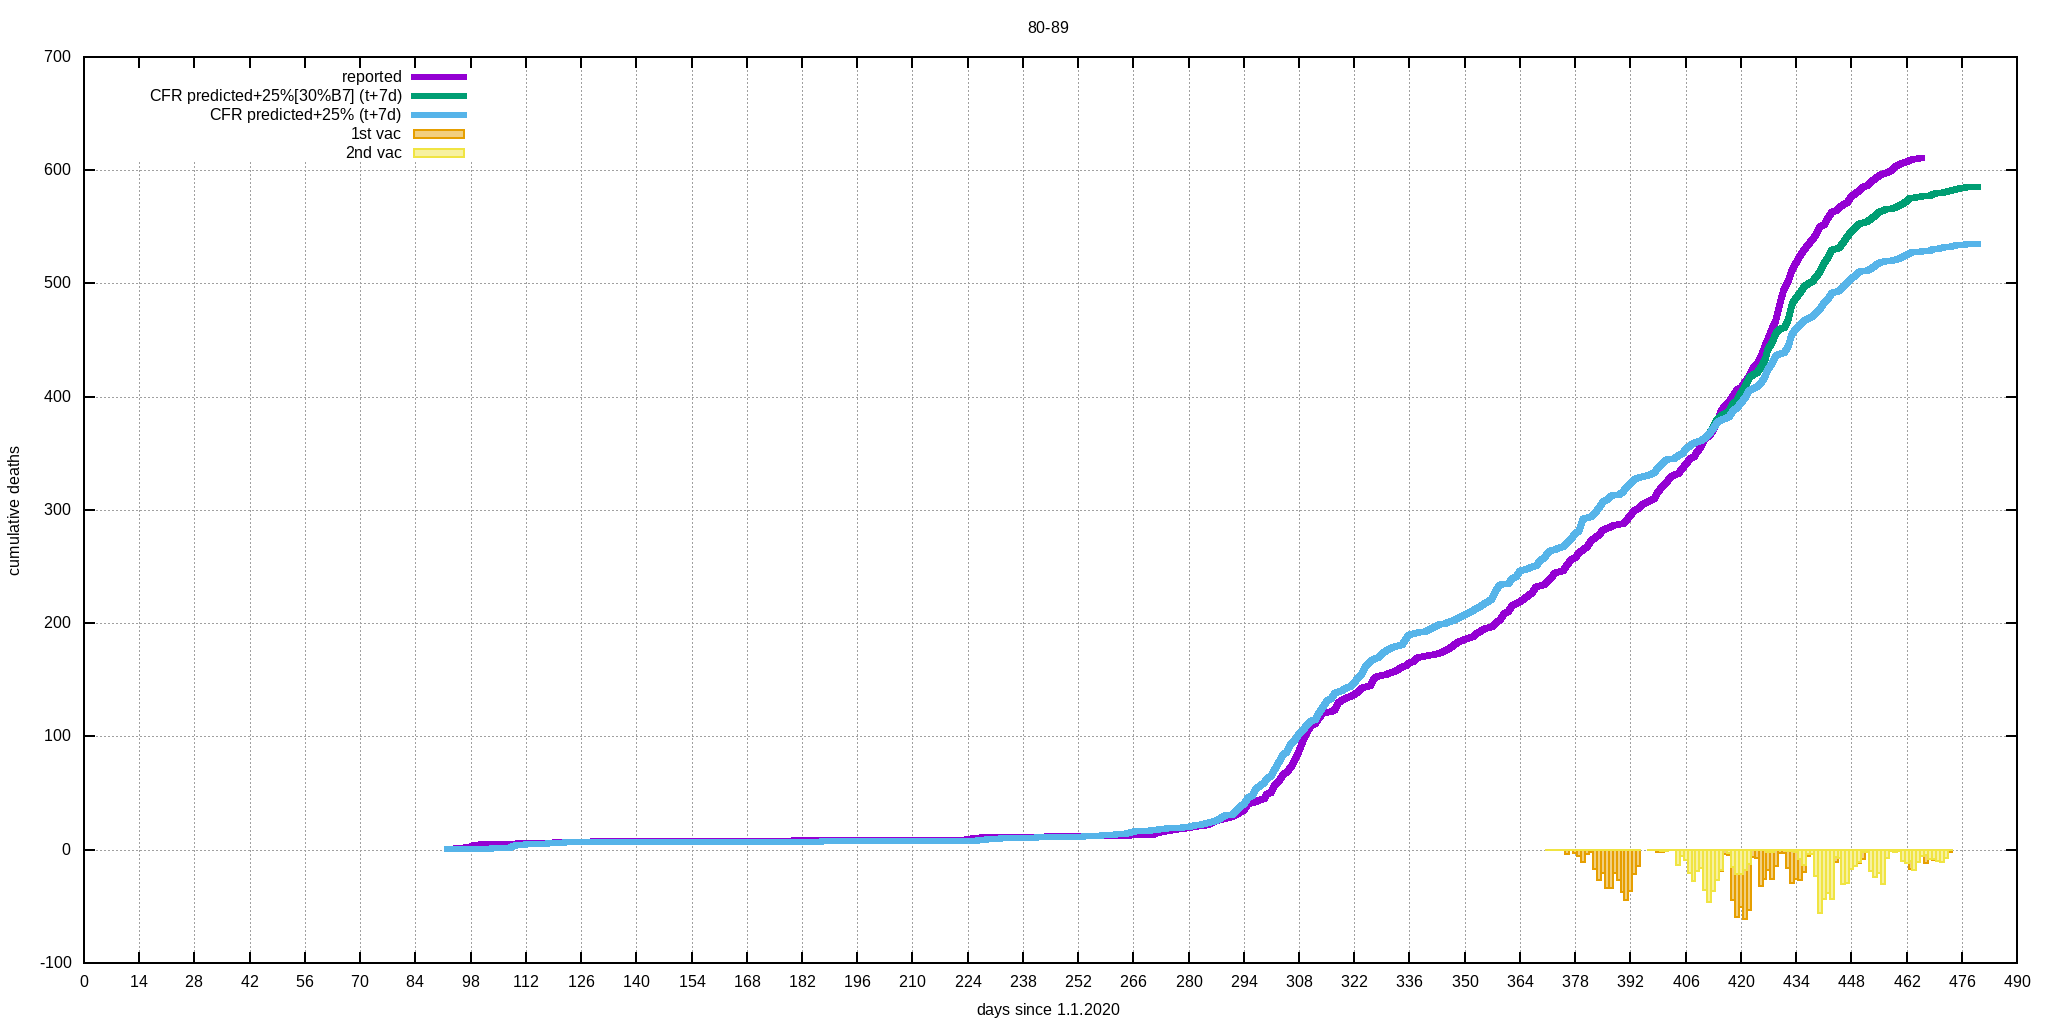 80-89
700
reported
CFR predicted+25%[30%B7] (t+7d)
CFR predicted+25% (t+7d)
1st vac
2nd vac
600
500
400
300
200
100
0
-100
cumulative deaths
0 14 28 42 56 70 84 98 112 126 140 154 168 182 196 210 224 238 252 266 280 294 308 322 336 350 364 378 392 406 420 434 448 462 476 490
days since 1.1.2020